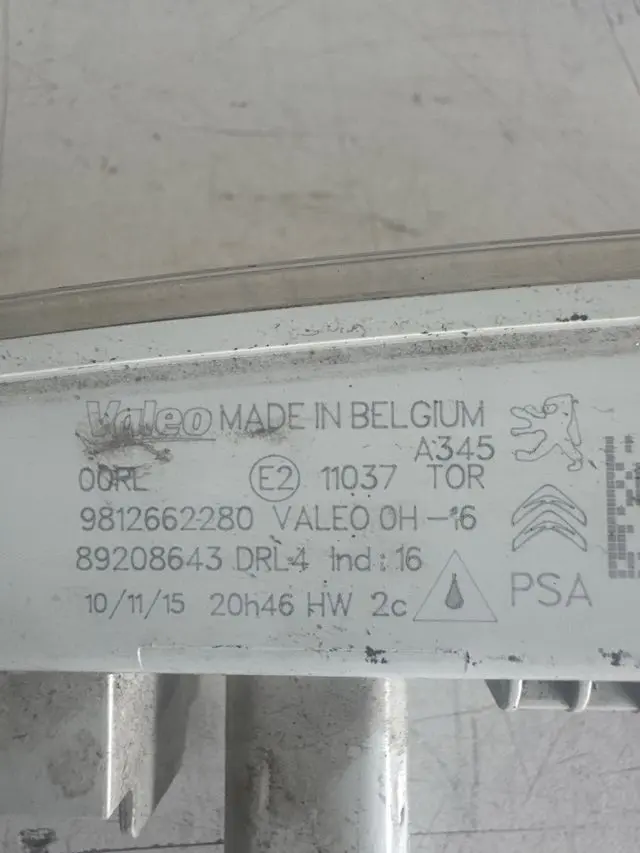 Valeo MADE IN BELGIUM
A345
00RL E2 11037 TOR
9812662280 VALEO 0H-16
89208643 DRL4 Ind:16
10/11/15 20h46 HW 2c
PSA